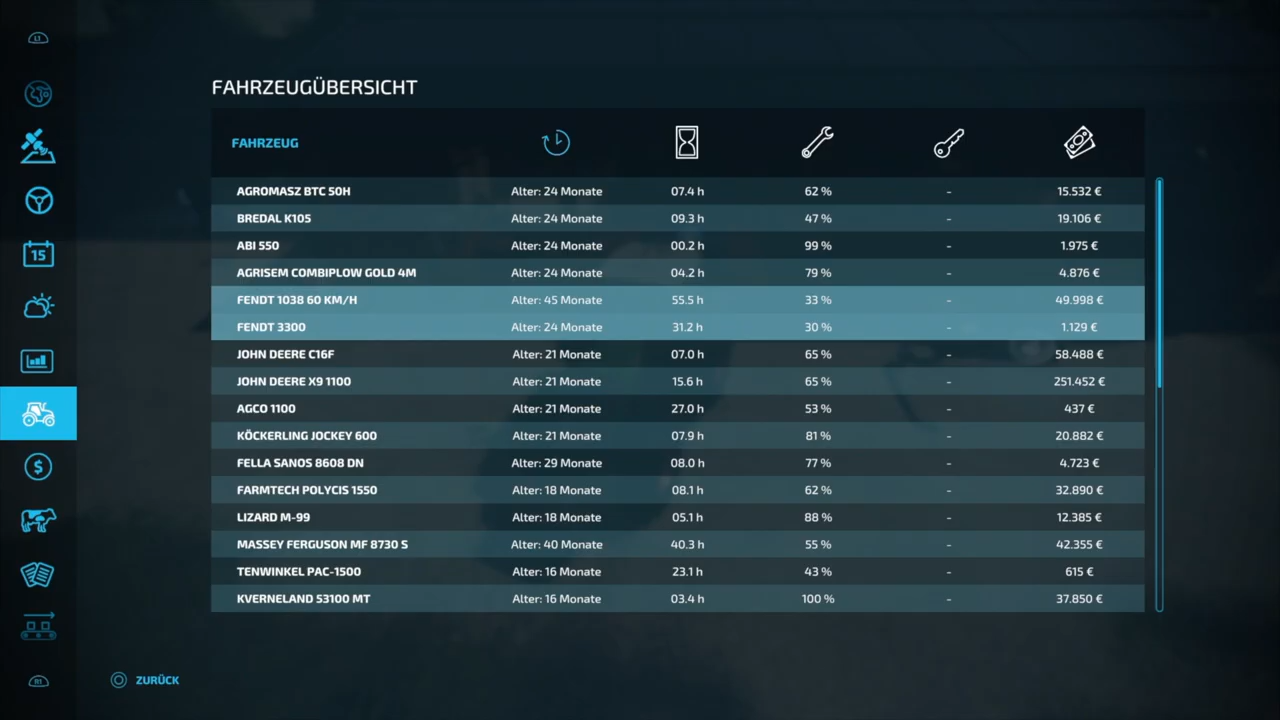 L1
FAHRZEUGÜBERSICHT
FAHRZEUG
AGROMASZ BTC 50H Alter: 24 Monate 07.4 h 62 % - 15.532 €
BREDAL K105 Alter: 24 Monate 09.3 h 47 % - 19.106 €
ABI 550 Alter: 24 Monate 00.2 h 99 % - 1.975 €
AGRISEM COMBIPLOW GOLD 4M Alter: 24 Monate 04.2 h 79 % - 4.876 €
FENDT 1038 60 KM/H Alter: 45 Monate 55.5 h 33 % - 49.998 €
FENDT 3300 Alter: 24 Monate 31.2 h 30 % - 1.129 €
JOHN DEERE C16F Alter: 21 Monate 07.0 h 65 % - 58.488 €
JOHN DEERE X9 1100 Alter: 21 Monate 15.6 h 65 % - 251.452 €
AGCO 1100 Alter: 21 Monate 27.0 h 53 % - 437 €
KÖCKERLING JOCKEY 600 Alter: 21 Monate 07.9 h 81 % - 20.882 €
FELLA SANOS 8608 DN Alter: 29 Monate 08.0 h 77 % - 4.723 €
FARMTECH POLYCIS 1550 Alter: 18 Monate 08.1 h 62 % - 32.890 €
LIZARD M-99 Alter: 18 Monate 05.1 h 88 % - 12.385 €
MASSEY FERGUSON MF 8730 S Alter: 40 Monate 40.3 h 55 % - 42.355 €
TENWINKEL PAC-1500 Alter: 16 Monate 23.1 h 43 % - 615 €
KVERNELAND 53100 MT Alter: 16 Monate 03.4 h 100 % - 37.850 €
15
$
R1
ZURÜCK